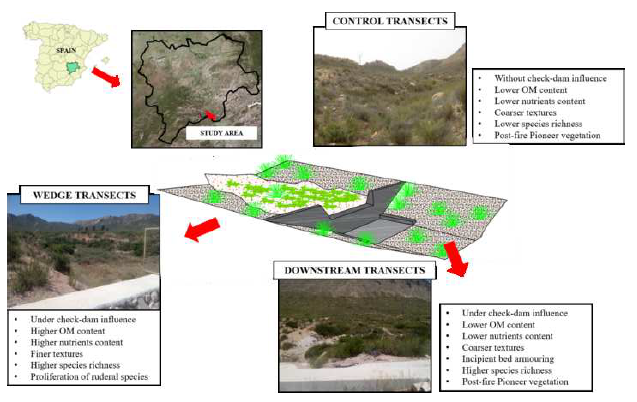 SPAIN
STUDY AREA
CONTROL TRANSECTS
• Without check-dam influence
• Lower OM content
• Lower nutrients content
• Coarser textures
• Lower species richness
• Post-fire Pioneer vegetation
WEDGE TRANSECTS
• Under check-dam influence
• Higher OM content
• Higher nutrients content
• Finer textures
• Higher species richness
• Proliferation of ruderal species
DOWNSTREAM TRANSECTS
• Under check-dam influence
• Lower OM content
• Lower nutrients content
• Coarser textures
• Incipient bed armouring
• Higher species richness
• Post-fire Pioneer vegetation